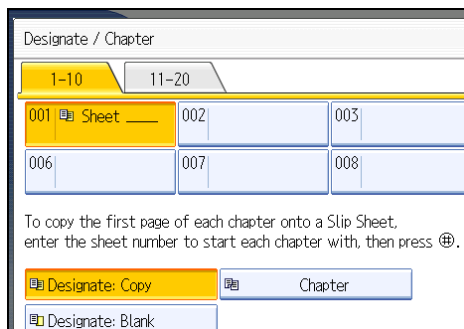 Designate / Chapter
1-10 11-20
001 Sheet ____ 002 003
006 007 008
To copy the first page of each chapter onto a Slip Sheet,
enter the sheet number to start each chapter with, then press #.
Designate: Copy Chapter
Designate: Blank